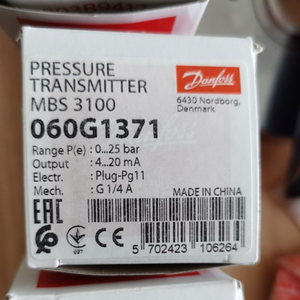 PRESSURE
TRANSMITTER
MBS 3100
Danfoss
6430 Nordborg,
Denmark
060G1371
Range P(e) : 0...25 bar
Output : 4...20 mA
Electr. : Plug-Pg11
Mech. : G 1/4 A
MADE IN CHINA
EAC
5 702423 106264